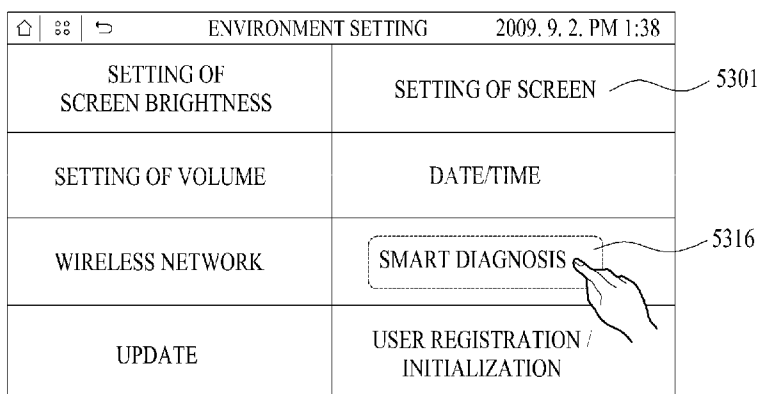 ENVIRONMENT SETTING 2009. 9. 2. PM 1:38
SETTING OF
SCREEN BRIGHTNESS
SETTING OF SCREEN
5301
SETTING OF VOLUME
DATE/TIME
WIRELESS NETWORK
SMART DIAGNOSIS
5316
UPDATE
USER REGISTRATION /
INITIALIZATION